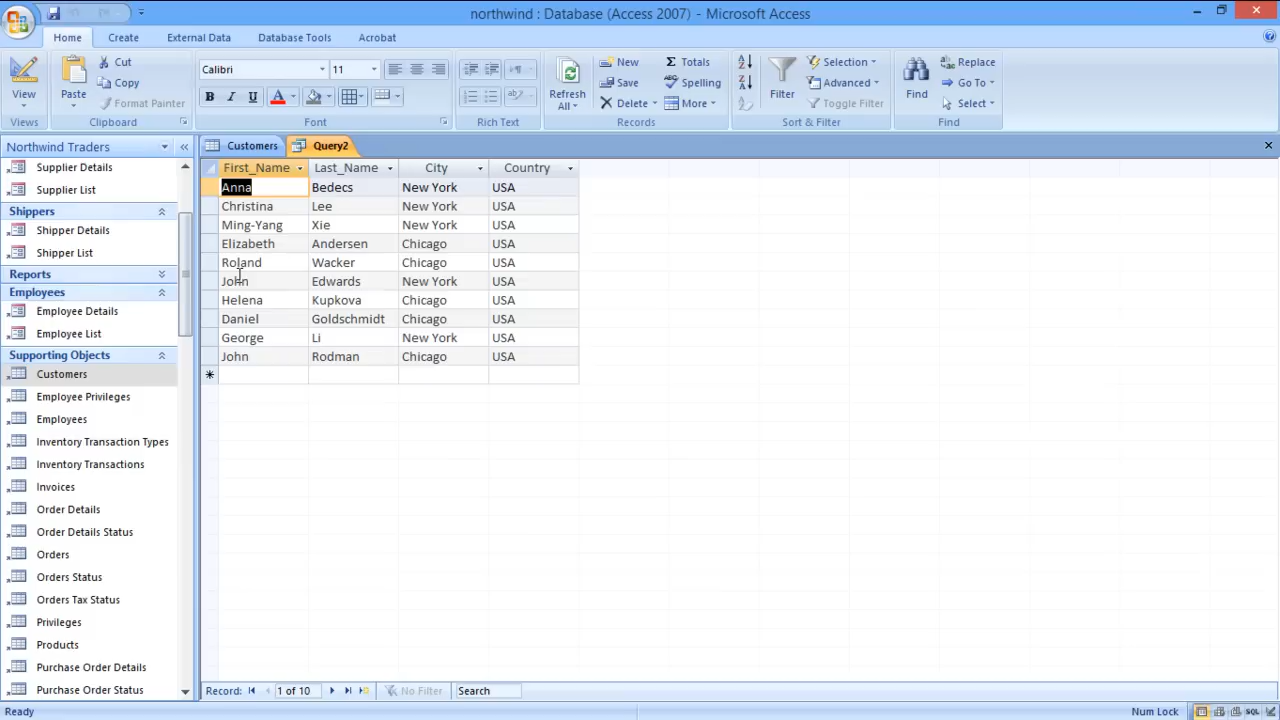 northwind : Database (Access 2007) - Microsoft Access
Home Create External Data Database Tools Acrobat
View
Views
Paste
Cut
Copy
Format Painter
Clipboard
Calibri 11
B I U A
Font
Rich Text
Refresh
All
New Totals
Save Spelling
Delete More
Records
Filter
Selection
Advanced
Toggle Filter
Sort & Filter
Find
Replace
Go To
Select
Find
Northwind Traders
Supplier Details
Supplier List
Shippers
Shipper Details
Shipper List
Reports
Employees
Employee Details
Employee List
Supporting Objects
Customers
Employee Privileges
Employees
Inventory Transaction Types
Inventory Transactions
Invoices
Order Details
Order Details Status
Orders
Orders Status
Orders Tax Status
Privileges
Products
Purchase Order Details
Purchase Order Status
Customers Query2
First_Name Last_Name City Country
Anna Bedecs New York USA
Christina Lee New York USA
Ming-Yang Xie New York USA
Elizabeth Andersen Chicago USA
Roland Wacker Chicago USA
John Edwards New York USA
Helena Kupkova Chicago USA
Daniel Goldschmidt Chicago USA
George Li New York USA
John Rodman Chicago USA
Record: 1 of 10 No Filter Search
Ready Num Lock SQL